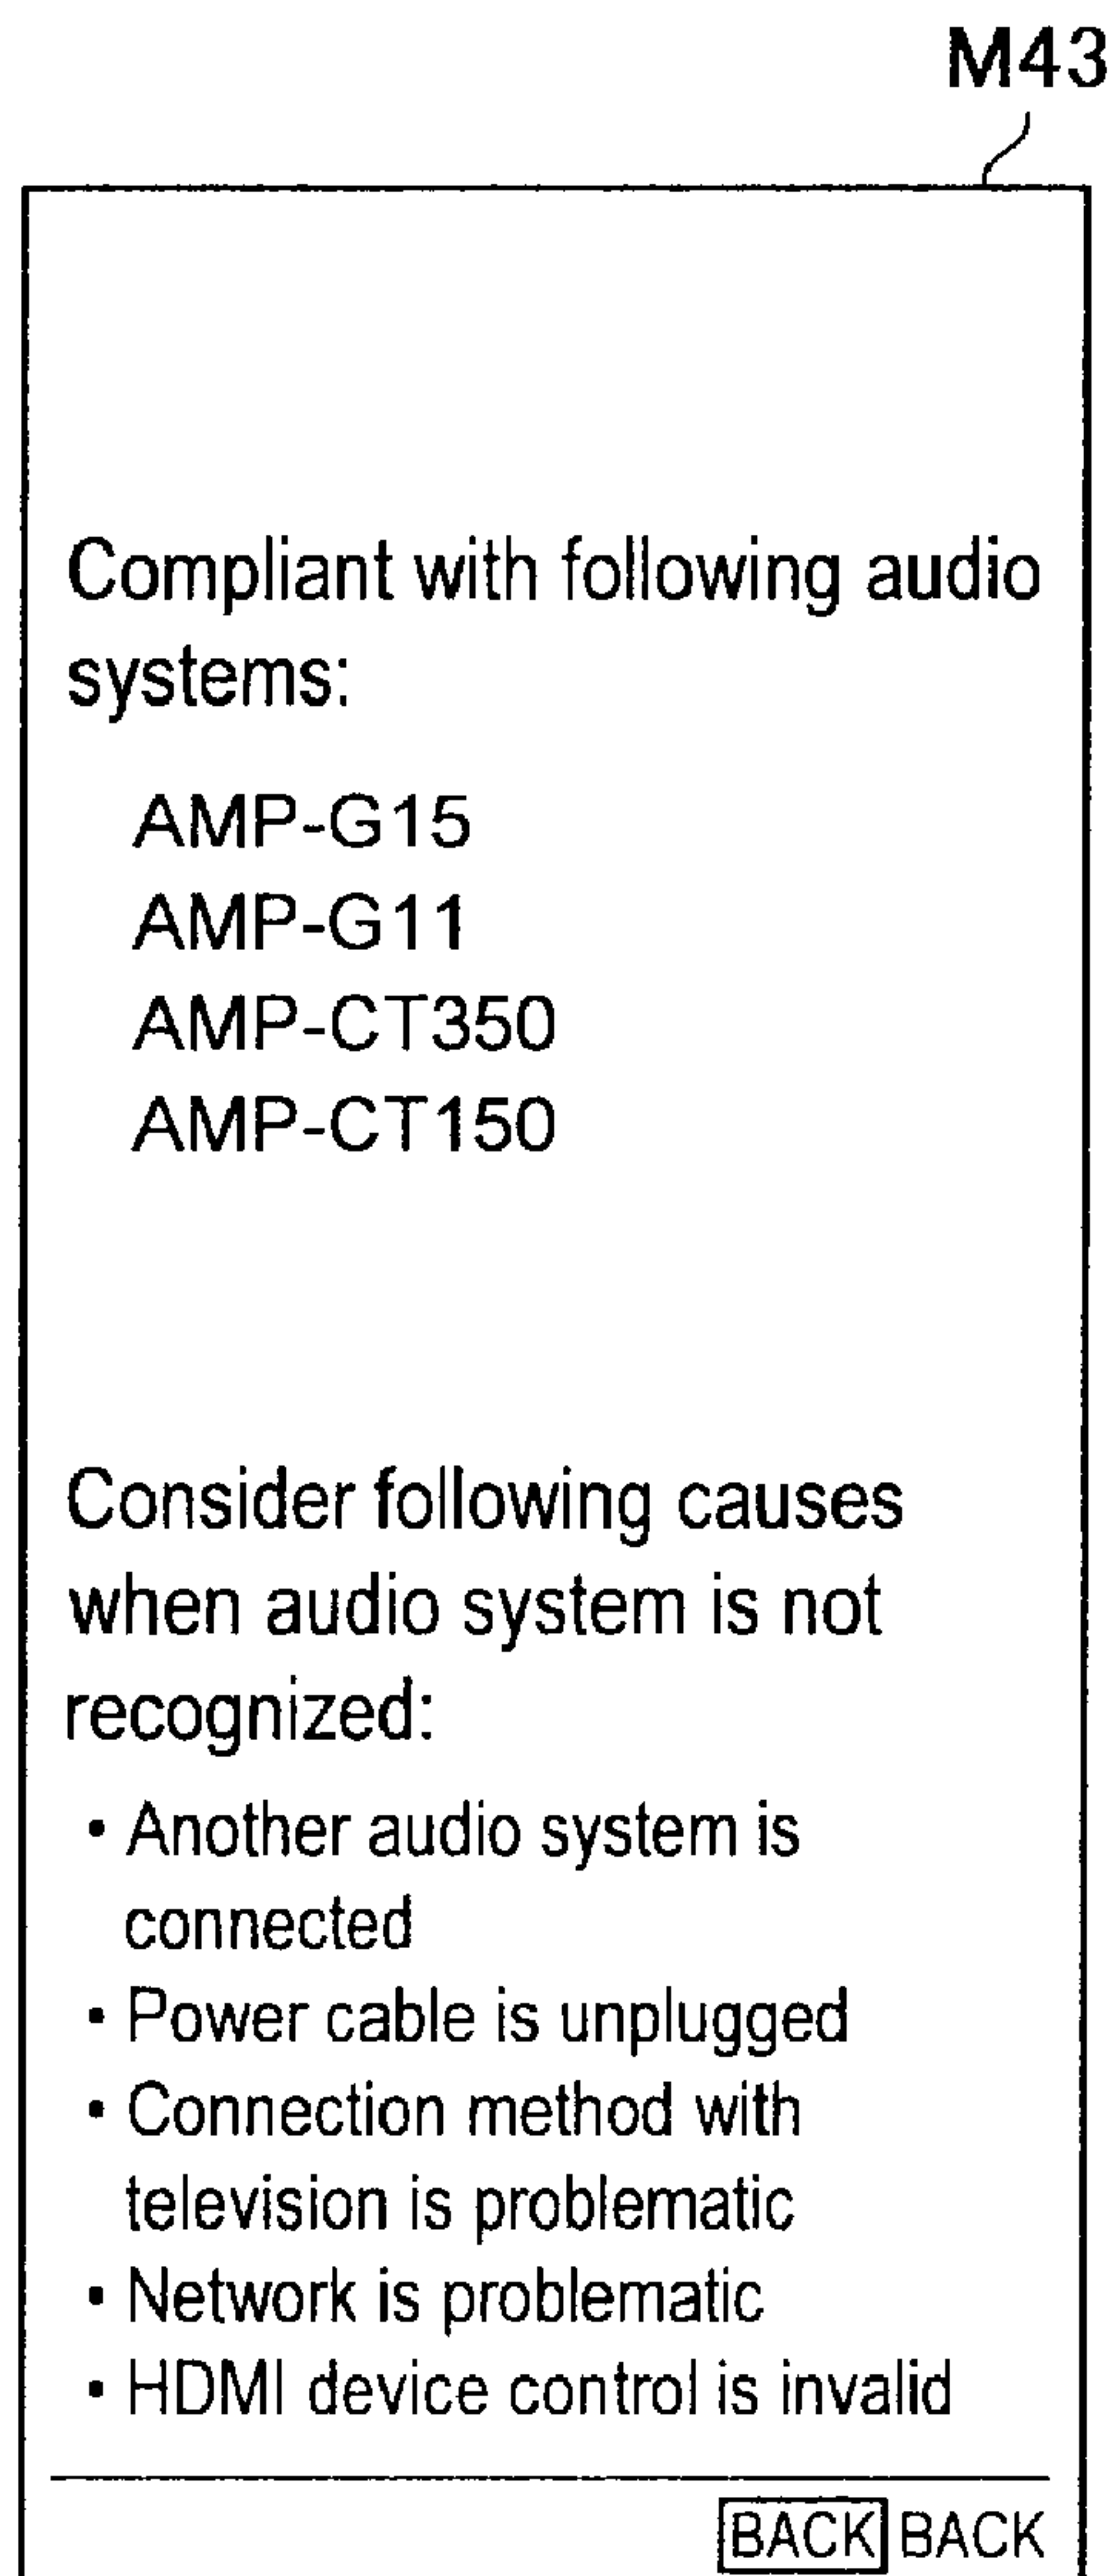 M43
Compliant with following audio
systems:
AMP-G15
AMP-G11
AMP-CT350
AMP-CT150
Consider following causes
when audio system is not
recognized:
・Another audio system is
connected
・Power cable is unplugged
・Connection method with
television is problematic
・Network is problematic
・HDMI device control is invalid
BACK BACK